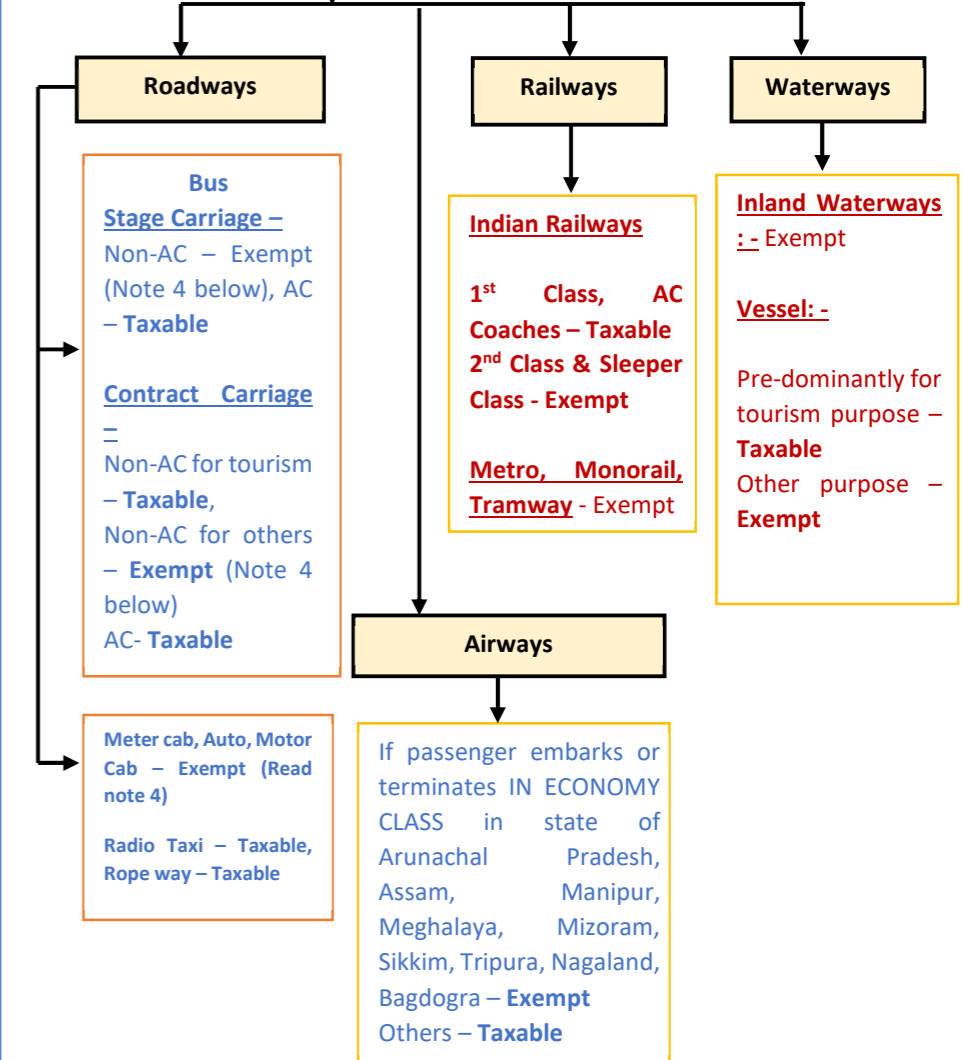 Roadways
Railways
Waterways
Bus
Stage Carriage –
Non-AC – Exempt
(Note 4 below), AC
– Taxable
Contract Carriage
–
Non-AC for tourism
– Taxable,
Non-AC for others
– Exempt (Note 4
below)
AC- Taxable
Meter cab, Auto, Motor
Cab – Exempt (Read
note 4)
Radio Taxi – Taxable,
Rope way – Taxable
Indian Railways
1st Class, AC
Coaches – Taxable
2nd Class & Sleeper
Class - Exempt
Metro, Monorail,
Tramway - Exempt
Inland Waterways
: - Exempt
Vessel: -
Pre-dominantly for
tourism purpose –
Taxable
Other purpose –
Exempt
Airways
If passenger embarks or
terminates IN ECONOMY
CLASS in state of
Arunachal Pradesh,
Assam, Manipur,
Meghalaya, Mizoram,
Sikkim, Tripura, Nagaland,
Bagdogra – Exempt
Others – Taxable